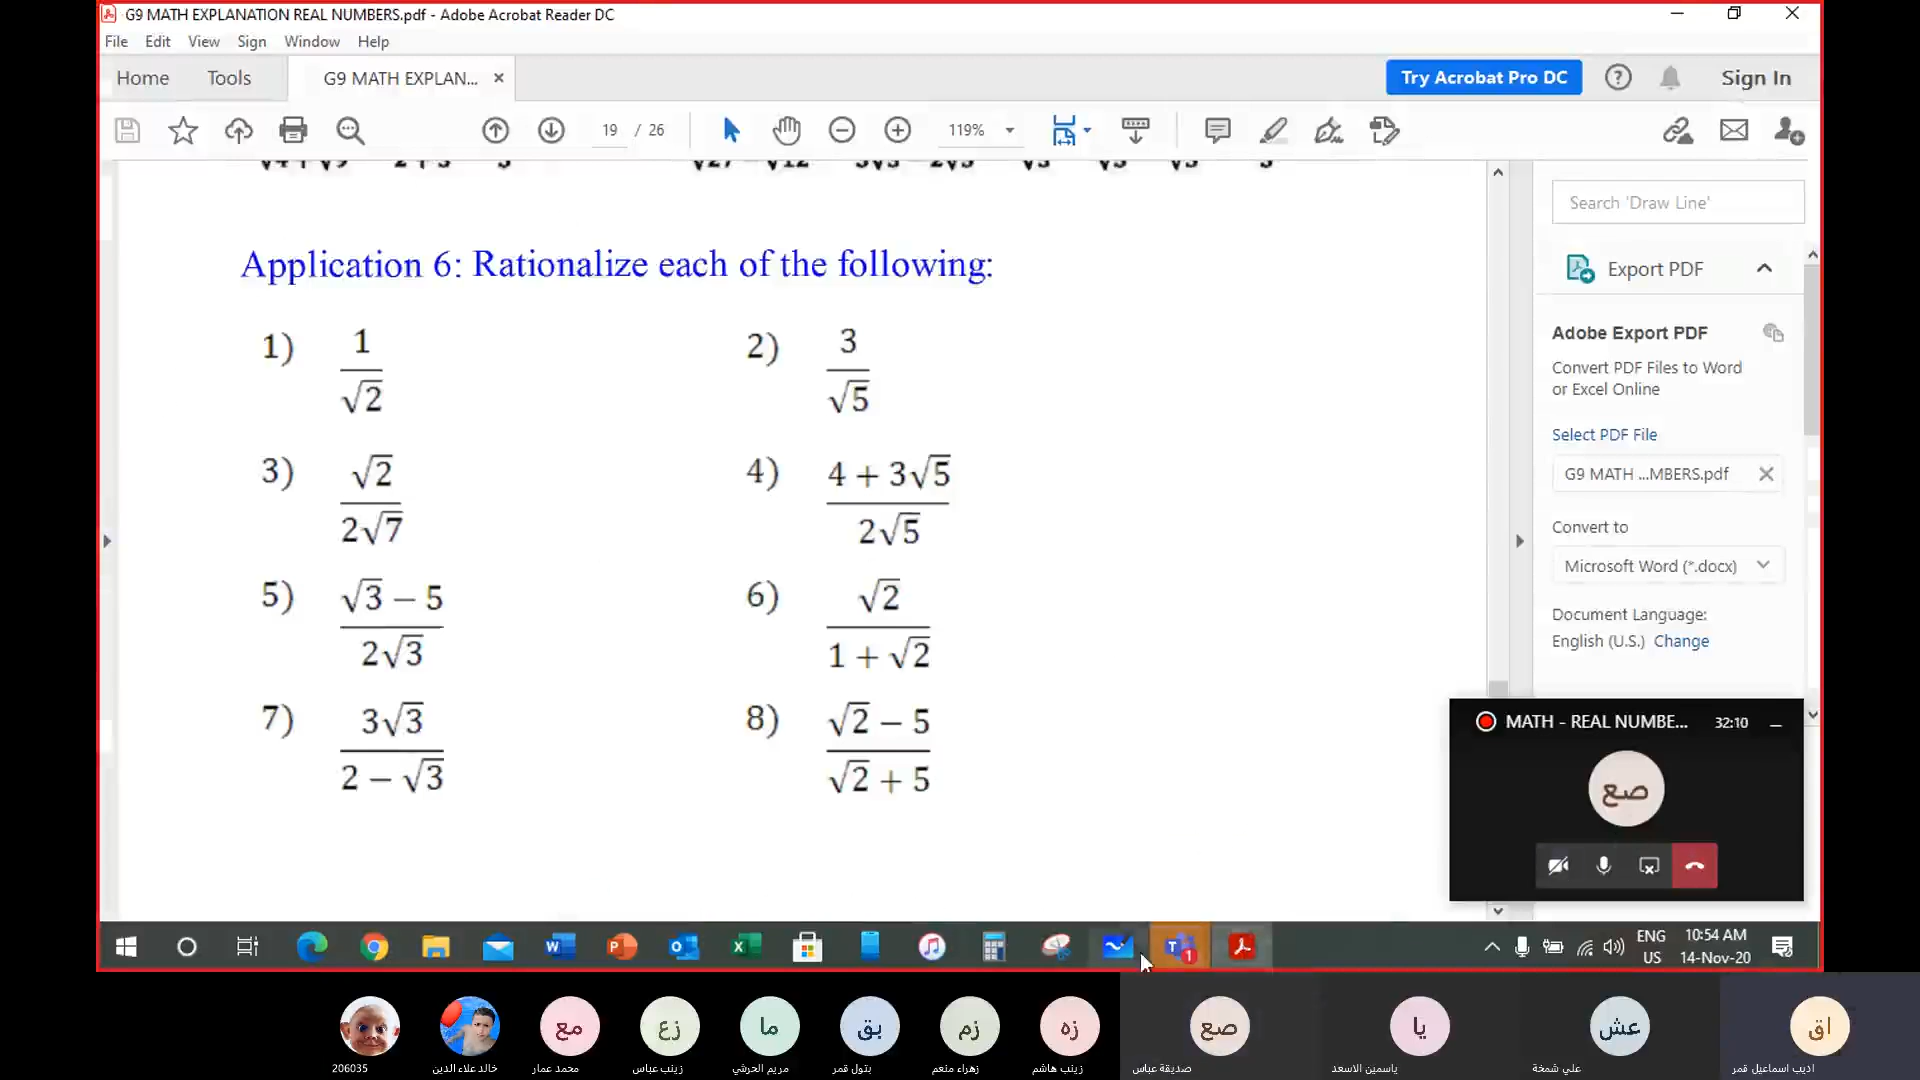 G9 MATH EXPLANATION REAL NUMBERS.pdf - Adobe Acrobat Reader DC
File Edit View Sign Window Help
Home Tools G9 MATH EXPLAN... ×
Try Acrobat Pro DC
Sign In
19 / 26
119%
Application 6: Rationalize each of the following:
1) 1/√2
2) 3/√5
3) √2/2√7
4) (4 + 3√5)/2√5
5) (√3 − 5)/2√3
6) √2/(1 + √2)
7) 3√3/(2 − √3)
8) (√2 − 5)/(√2 + 5)
Search 'Draw Line'
Export PDF
Adobe Export PDF
Convert PDF Files to Word
or Excel Online
Select PDF File
G9 MATH ...MBERS.pdf
Convert to
Microsoft Word (*.docx)
Document Language:
English (U.S.) Change
MATH - REAL NUMBE... 32:10
صع
ENG
US
10:54 AM
14-Nov-20
مع
زع
ما
بق
زم
زه
صع
يا
عش
اق
206035
خالد علاء الدين
محمد عمار
زينب عباس
مريم الحرشي
بتول قمر
زهراء منعم
زينب هاشم
صديقة عباس
ياسمين الاسعد
علي شمخة
اديب اسماعيل قمر